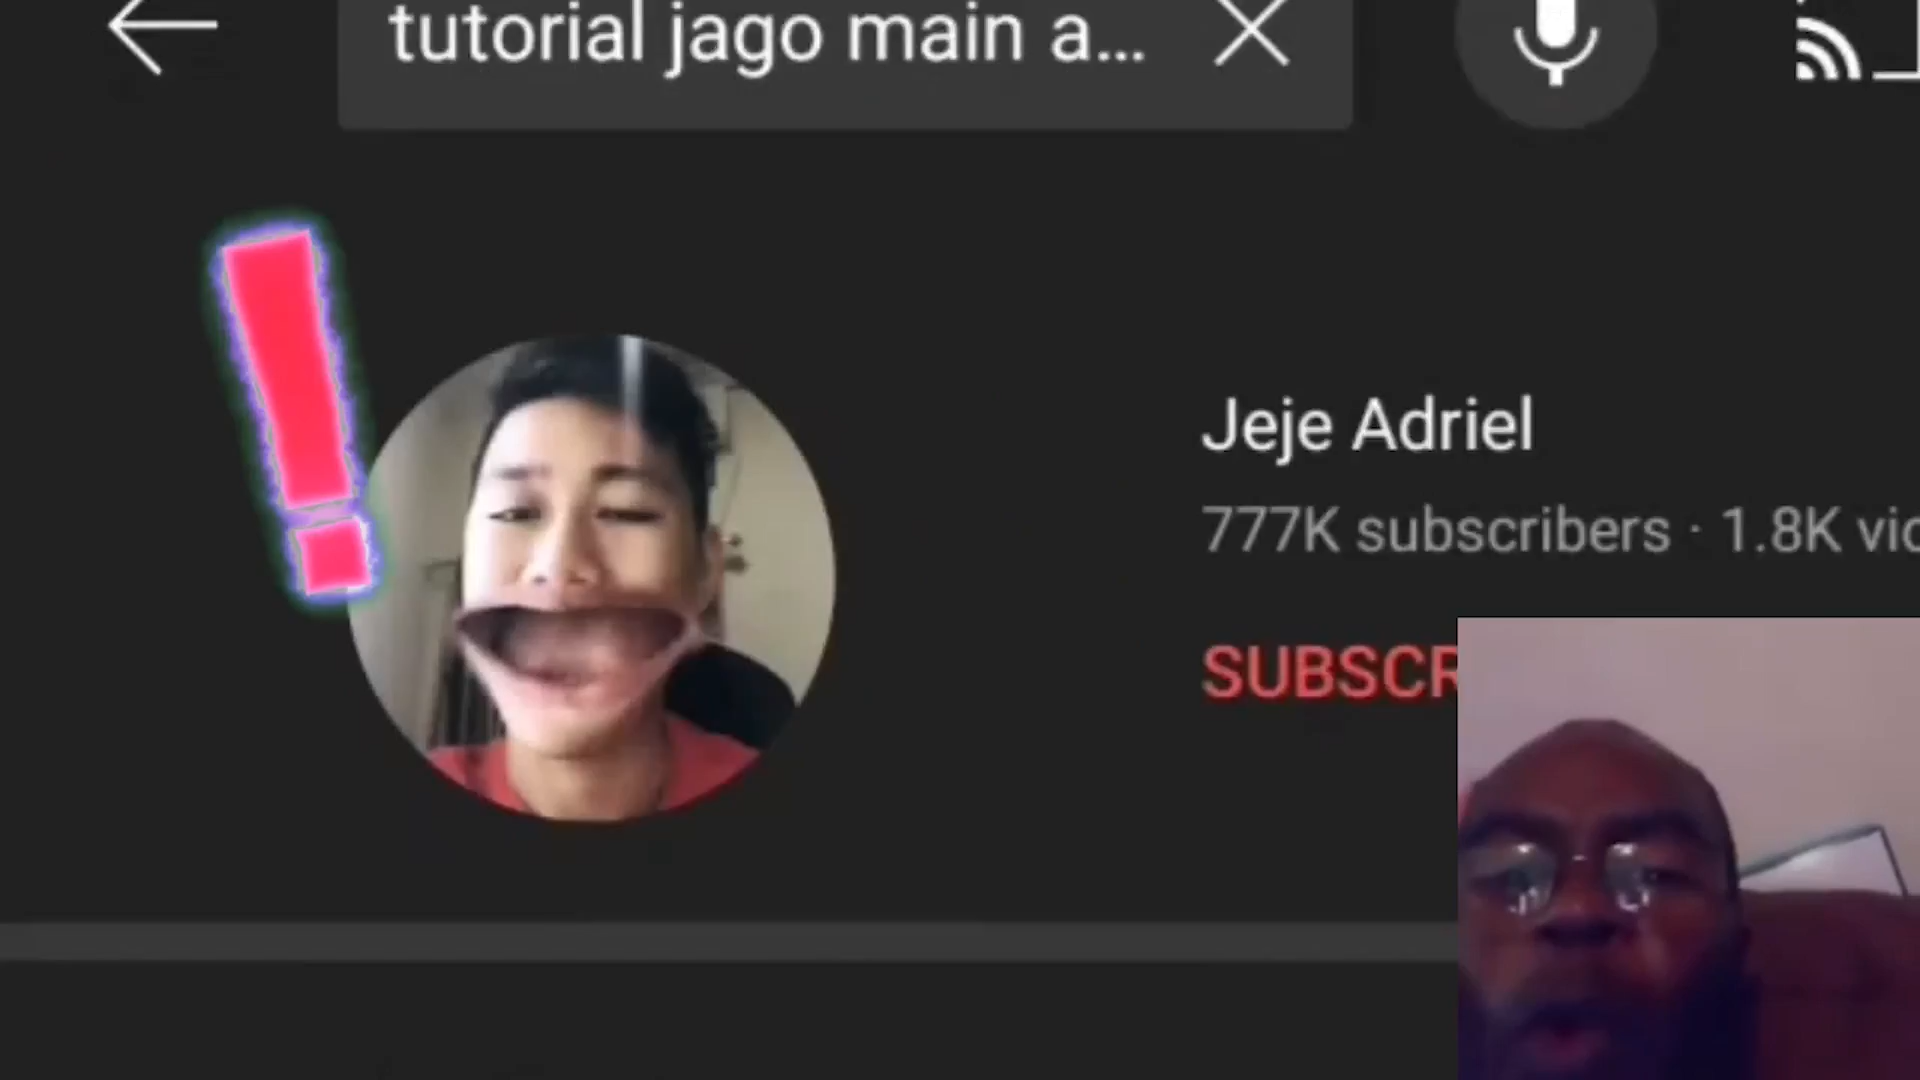 tutorial jago main a...
!
Jeje Adriel
777K subscribers · 1.8K vid
SUBSCR